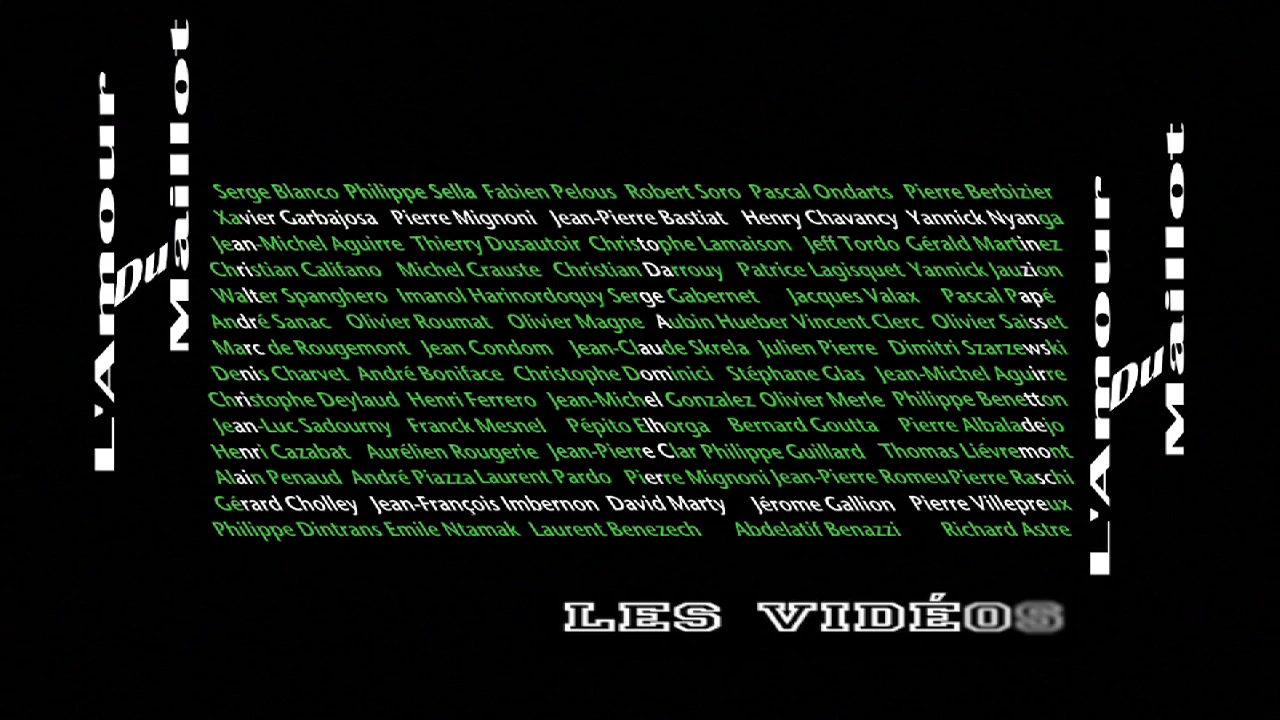 L'Amour
Du
Maillot
Serge Blanco Philippe Sella Fabien Pelous Robert Soro Pascal Ondarts Pierre Berbizier
Xavier Garbajosa Pierre Mignoni Jean-Pierre Bastiat Henry Chavancy Yannick Nyanga
Jean-Michel Aguirre Thierry Dusautoir Christophe Lamaison Jeff Tordo Gérald Martinez
Christian Califano Michel Crauste Christian Darrouy Patrice Lagisquet Yannick Jauzion
Walter Spanghero Imanol Harinordoquy Serge Gabernet Jacques Valax Pascal Papé
André Sanac Olivier Roumat Olivier Magne Aubin Hueber Vincent Clerc Olivier Saisset
Marc de Rougemont Jean Condom Jean-Claude Skrela Julien Pierre Dimitri Szarzewski
Denis Charvet André Boniface Christophe Dominici Stéphane Glas Jean-Michel Aguirre
Christophe Deylaud Henri Ferrero Jean-Michel Gonzalez Olivier Merle Philippe Benetton
Jean-Luc Sadourny Franck Mesnel Pépito Elhorga Bernard Goutta Pierre Albaladejo
Henri Cazabat Aurélien Rougerie Jean-Pierre Clar Philippe Guillard Thomas Liévremont
Alain Penaud André Piazza Laurent Pardo Pierre Mignoni Jean-Pierre Romeu Pierre Raschi
Gérard Cholley Jean-François Imbernon David Marty Jérome Gallion Pierre Villepreux
Philippe Dintrans Emile Ntamak Laurent Benezech Abdelatif Benazzi Richard Astre
L'Amour
Du
Maillot
LES VIDÉOS